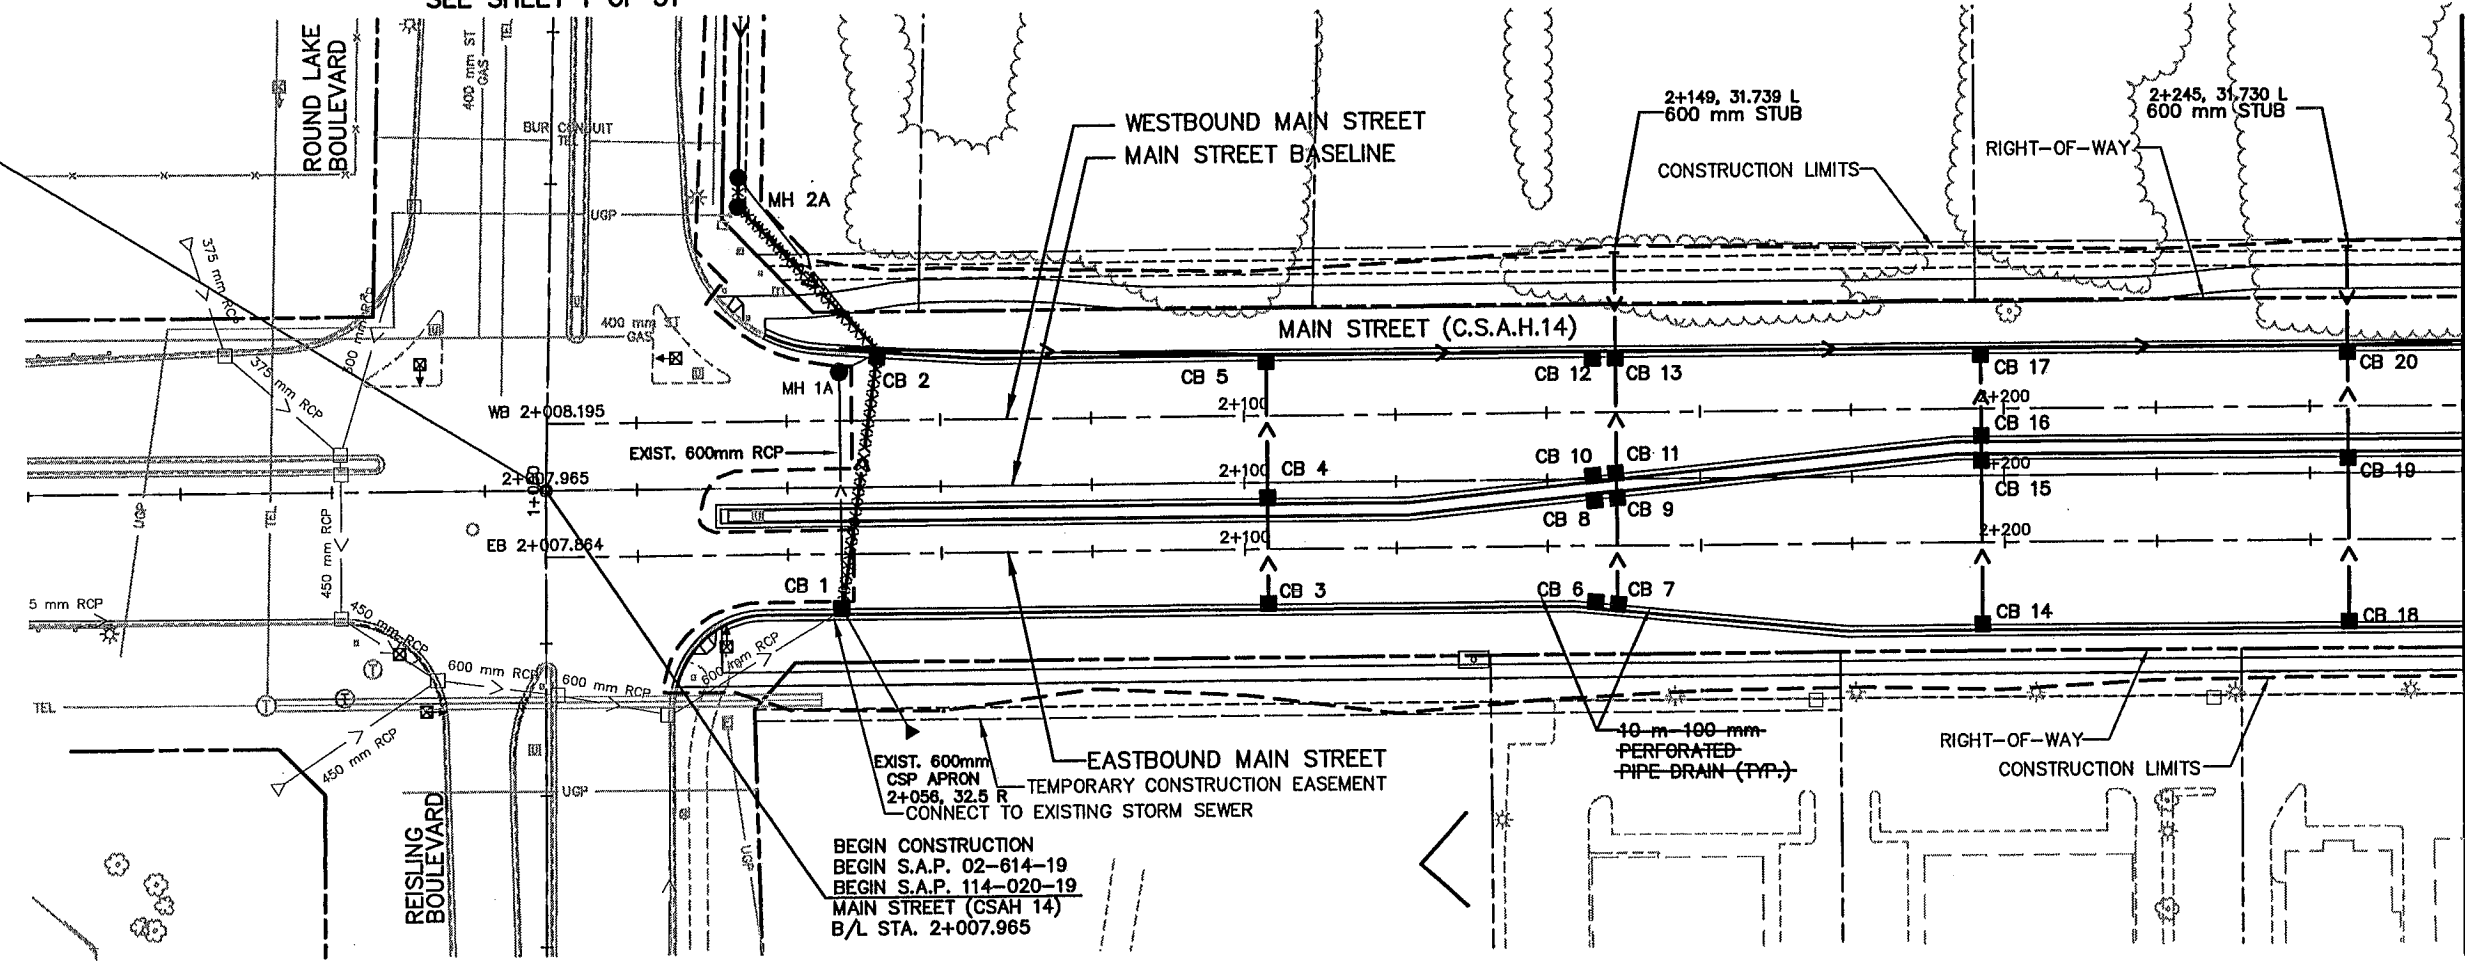 SEE SHEET 1 OF 31
ROUND LAKE
BOULEVARD
400 mm ST
GAS
TEL
BUR CONDUIT
TEL
UGP
MH 2A
WESTBOUND MAIN STREET
MAIN STREET BASELINE
2+149, 31.739 L
600 mm STUB
CONSTRUCTION LIMITS
RIGHT-OF-WAY
2+245, 31.730 L
600 mm STUB
375 mm RCP
375 mm RCP
400 mm ST
GAS
MAIN STREET (C.S.A.H.14)
MH 1A
CB 2
CB 5
CB 12
CB 13
CB 17
CB 20
WB 2+008.195
2+100
2+200
EXIST. 600mm RCP
CB 4
CB 10
CB 11
CB 16
CB 19
2+007.965
2+100
2+200
CB 8
CB 9
CB 15
UGP
TEL
450 mm RCP
EB 2+007.864
2+100
2+200
5 mm RCP
450 mm RCP
CB 1
CB 3
CB 6
CB 7
CB 14
CB 18
600 mm RCP
600 mm RCP
600 mm RCP
TEL
T
T
T
450 mm RCP
EXIST. 600mm
CSP APRON
2+056, 32.5 R
EASTBOUND MAIN STREET
TEMPORARY CONSTRUCTION EASEMENT
CONNECT TO EXISTING STORM SEWER
10 m-100 mm
PERFORATED
PIPE DRAIN (TYP.)
RIGHT-OF-WAY
CONSTRUCTION LIMITS
UGP
UGP
REISLING
BOULEVARD
BEGIN CONSTRUCTION
BEGIN S.A.P. 02-614-19
BEGIN S.A.P. 114-020-19
MAIN STREET (CSAH 14)
B/L STA. 2+007.965